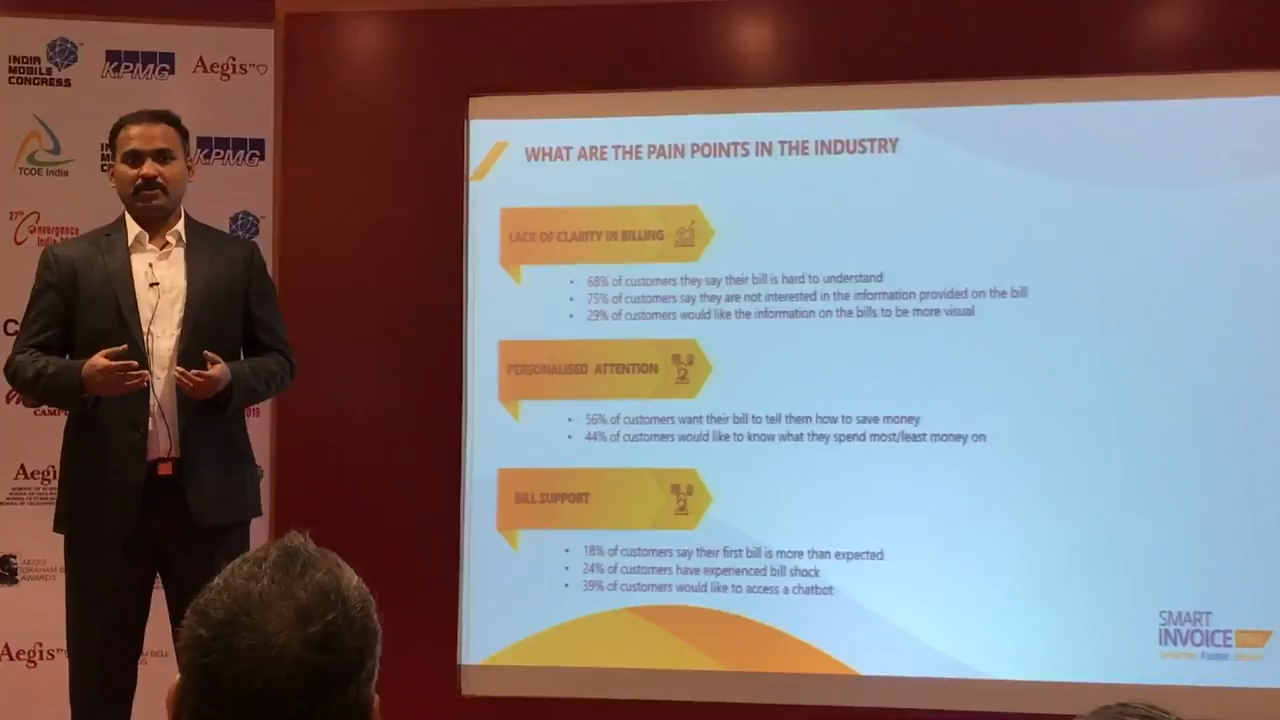 INDIA
MOBILE
CONGRESS
KPMG
Aegis
TCOE India
KPMG
27th
Convergence
India
2019
Aegis
AEGIS
AWARDS
Aegis
WHAT ARE THE PAIN POINTS IN THE INDUSTRY
LACK OF CLARITY IN BILLING
• 68% of customers they say their bill is hard to understand
• 75% of customers say they are not interested in the information provided on the bill
• 29% of customers would like the information on the bills to be more visual
PERSONALISED ATTENTION
• 56% of customers want their bill to tell them how to save money
• 44% of customers would like to know what they spend most/least money on
BILL SUPPORT
• 18% of customers say their first bill is more than expected
• 24% of customers have experienced bill shock
• 39% of customers would like to access a chatbot
SMART
INVOICE PRO